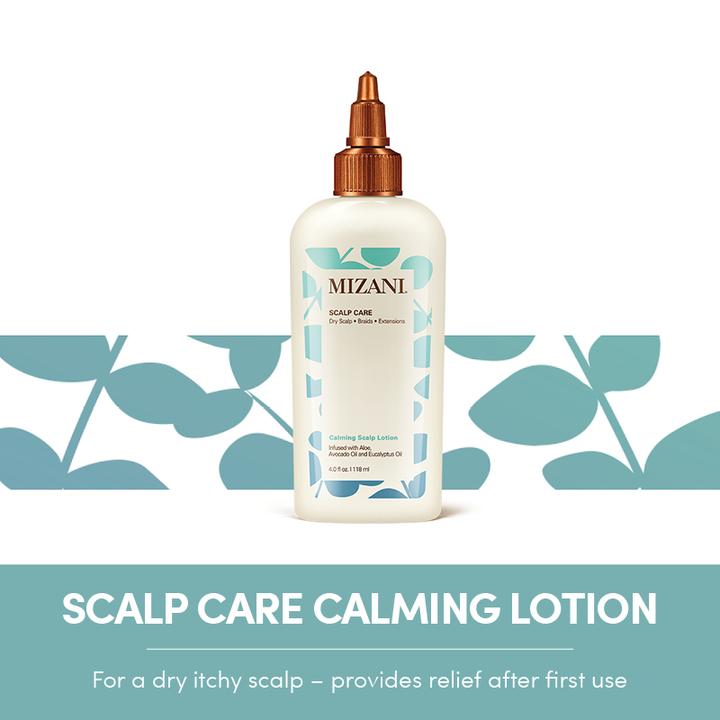 MIZANI.
SCALP CARE
Dry Scalp • Braids • Extensions
Calming Scalp Lotion
Infused with Aloe,
Avocado Oil and Eucalyptus Oil
4.0 fl oz. | 118 ml
SCALP CARE CALMING LOTION
For a dry itchy scalp – provides relief after first use